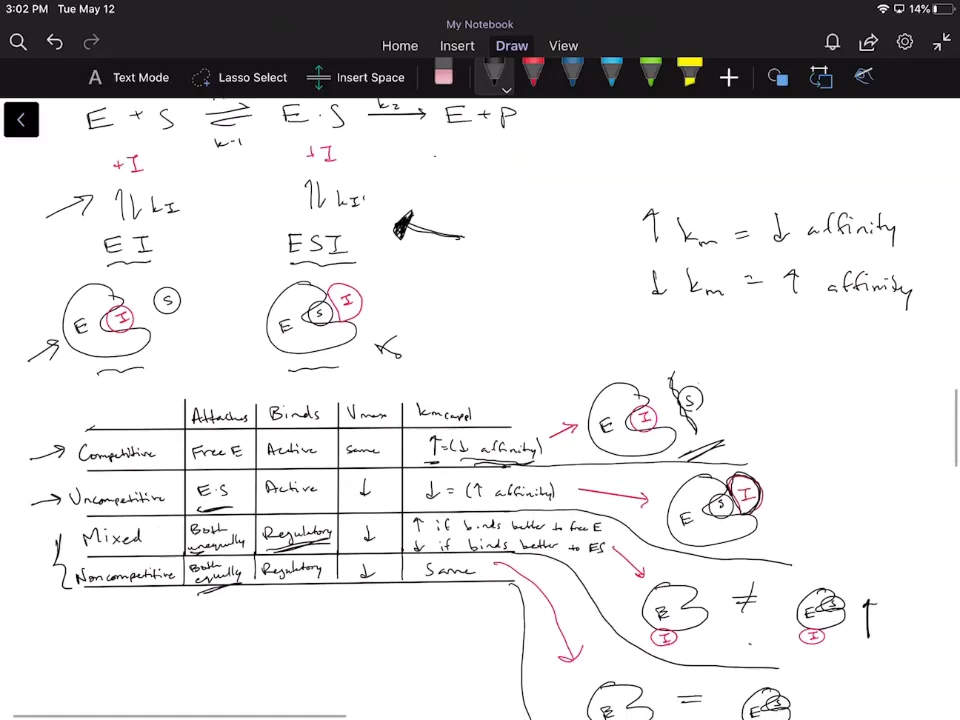 3:02 PM Tue May 12
14%
My Notebook
Home Insert Draw View
Text Mode Lasso Select Insert Space
E + S ⇌ E · S → E + P
k-1
k2
+I +I
⇅ kI ⇅ kI'
EI ESI
↑ km = ↓ affinity
↓ km = ↑ affinity
E I S
E S I
Attaches Binds Vmax km(app)
Competitive Free E Active same ↑ = (↓ affinity)
E I S
Uncompetitive E·S Active ↓ ↓ = (↑ affinity)
E S I
Mixed Both unequally Regulatory ↓ ↑ if binds better to free E
↓ if binds better to ES
Noncompetitive Both equally Regulatory ↓ Same
E ≠ E S ↑
I I
E = E S